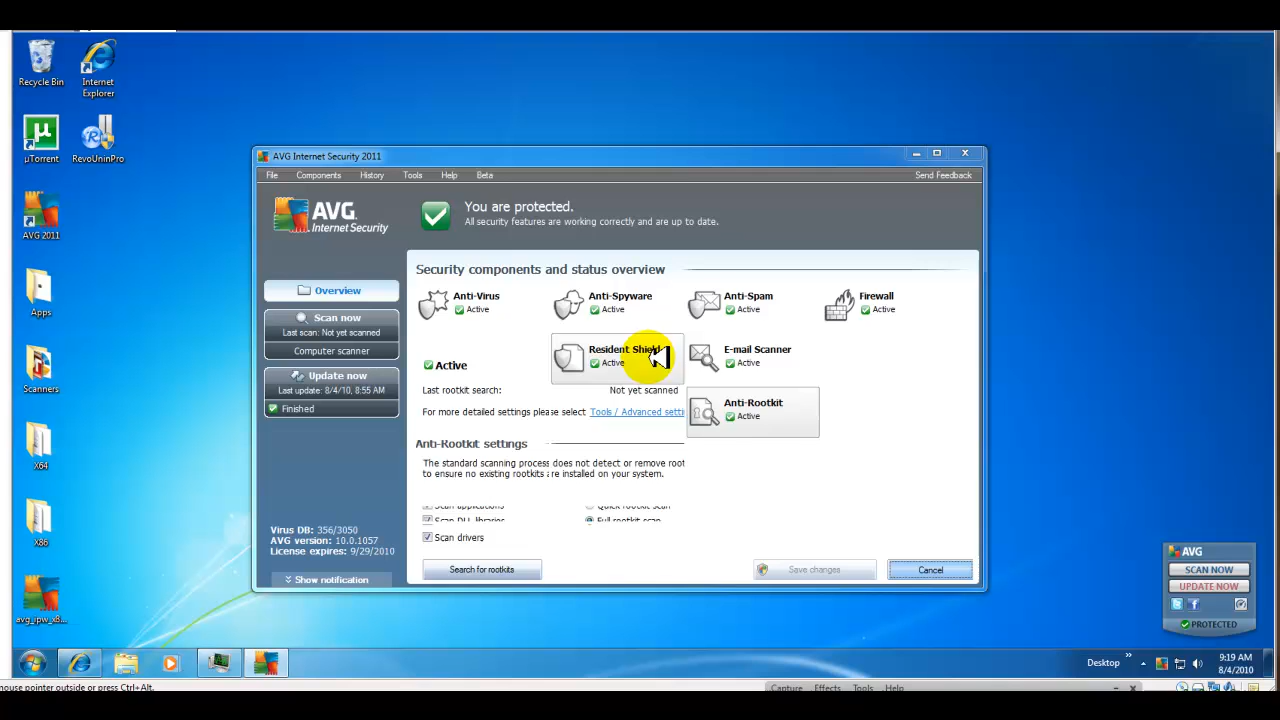 Recycle Bin
Internet Explorer
µTorrent
RevoUninPro
AVG 2011
Apps
Scanners
X64
X86
avg_ipw_x8...
AVG Internet Security 2011
File Components History Tools Help Beta Send Feedback
AVG.
Internet Security
You are protected.
All security features are working correctly and are up to date.
Overview
Scan now
Last scan: Not yet scanned
Computer scanner
Update now
Last update: 8/4/10, 8:55 AM
Finished
Virus DB: 356/3050
AVG version: 10.0.1057
License expires: 9/29/2010
Show notification
Security components and status overview
Anti-Virus
Active
Anti-Spyware
Active
Anti-Spam
Active
Firewall
Active
Active
Resident Shield
Active
E-mail Scanner
Active
Last rootkit search: Not yet scanned
Anti-Rootkit
Active
For more detailed settings please select Tools / Advanced setti
Anti-Rootkit settings
The standard scanning process does not detect or remove root
to ensure no existing rootkits are installed on your system.
Scan applications Quick rootkit scan
Scan DLL libraries Full rootkit scan
Scan drivers
Search for rootkits Save changes Cancel
AVG
SCAN NOW
UPDATE NOW
PROTECTED
Desktop »
9:19 AM
8/4/2010
mouse pointer outside or press Ctrl+Alt.
Capture Effects Tools Help